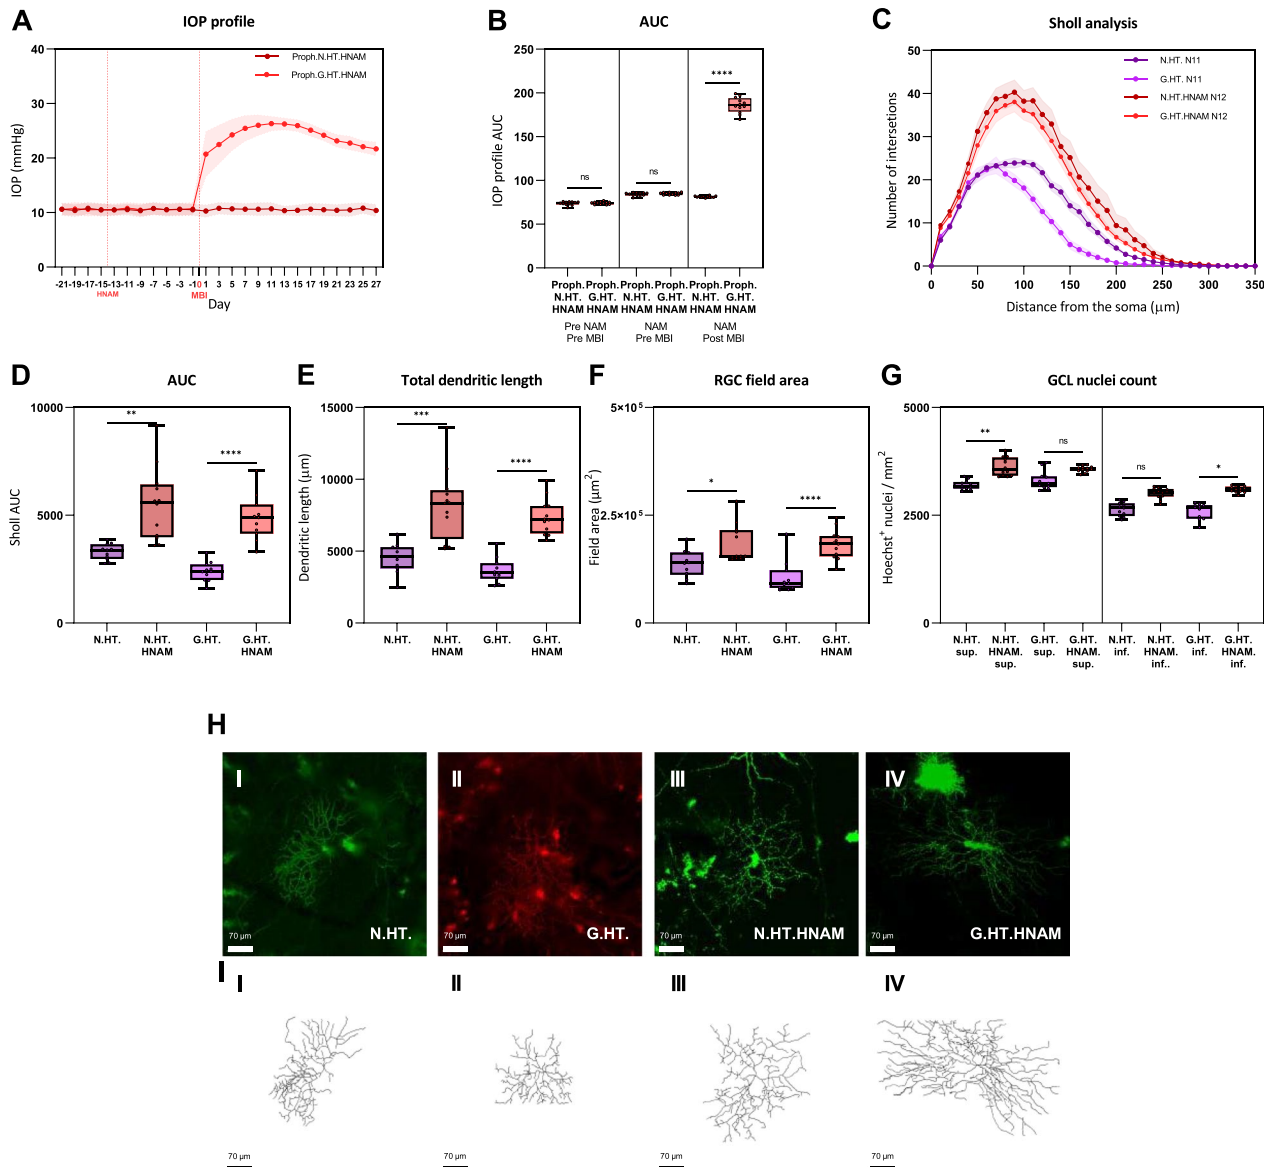 A
IOP profile
IOP (mmHg)
40
30
20
10
0
Proph.N.HT.HNAM
Proph.G.HT.HNAM
-21-19-17-15-13-11 -9 -7 -5 -3 -1 0 1 3 5 7 9 11 13 15 17 19 21 23 25 27
HNAM
MBI
Day
B
AUC
IOP profile AUC
250
200
150
100
50
0
ns
ns
****
Proph. Proph. Proph. Proph. Proph. Proph.
N.HT. G.HT. N.HT. G.HT. N.HT. G.HT.
HNAM HNAM HNAM HNAM HNAM HNAM
Pre NAM NAM NAM
Pre MBI Pre MBI Post MBI
C
Sholl analysis
Number of intersetions
50
40
30
20
10
0
N.HT. N11
G.HT. N11
N.HT.HNAM N12
G.HT.HNAM N12
0 50 100 150 200 250 300 350
Distance from the soma (μm)
D
AUC
Sholl AUC
10000
5000
0
**
****
N.HT. N.HT. G.HT. G.HT.
HNAM HNAM
E
Total dendritic length
Dendritic length (μm)
15000
10000
5000
0
***
****
N.HT. N.HT. G.HT. G.HT.
HNAM HNAM
F
RGC field area
Field area (μm²)
5×10⁵
2.5×10⁵
0
*
****
N.HT. N.HT. G.HT. G.HT.
HNAM HNAM
G
GCL nuclei count
Hoechst⁺ nuclei / mm²
5000
2500
0
**
ns
ns
*
N.HT. N.HT. G.HT. G.HT. N.HT. N.HT. G.HT. G.HT.
sup. HNAM. sup. HNAM. inf. HNAM. inf. HNAM.
sup. sup. inf.. inf.
H
I
70 μm
N.HT.
II
70 μm
G.HT.
III
70 μm
N.HT.HNAM
IV
70 μm
G.HT.HNAM
I
I
II
III
IV
70 μm
70 μm
70 μm
70 μm